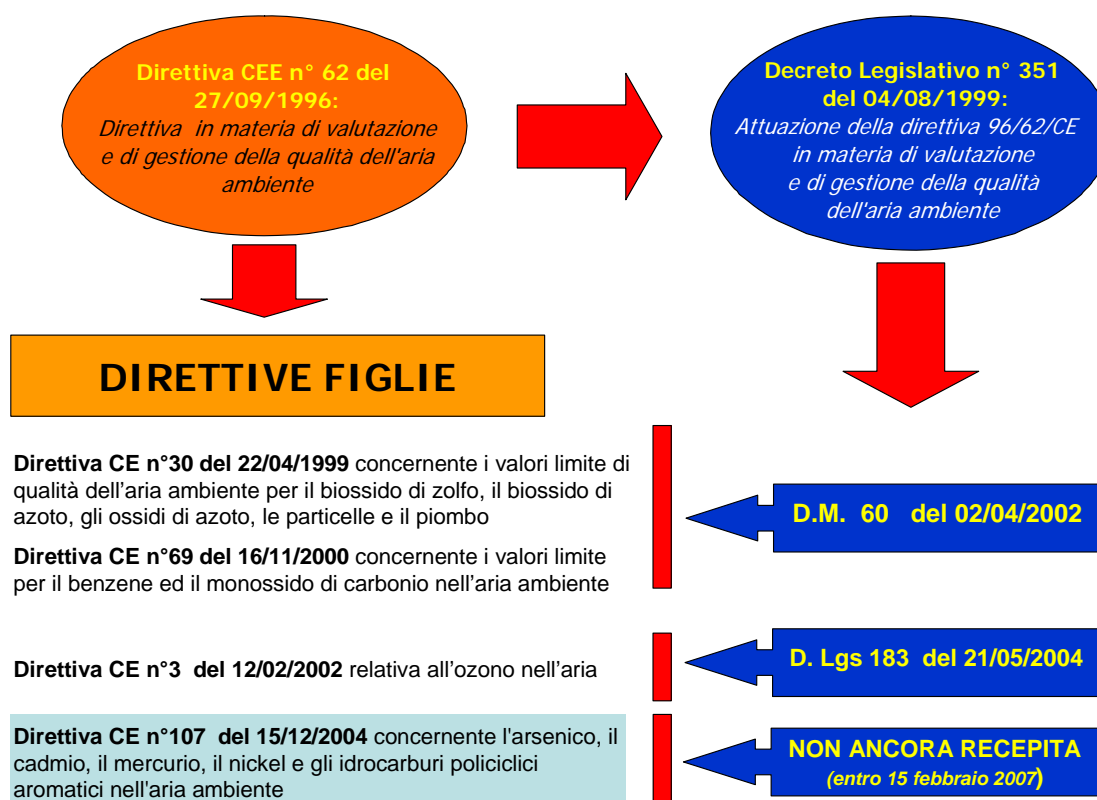 Direttiva CEE n° 62 del
27/09/1996:
Direttiva in materia di valutazione
e di gestione della qualità dell'aria
ambiente
Decreto Legislativo n° 351
del 04/08/1999:
Attuazione della direttiva 96/62/CE
in materia di valutazione
e di gestione della qualità
dell'aria ambiente
DIRETTIVE FIGLIE
Direttiva CE n°30 del 22/04/1999 concernente i valori limite di
qualità dell'aria ambiente per il biossido di zolfo, il biossido di
azoto, gli ossidi di azoto, le particelle e il piombo
Direttiva CE n°69 del 16/11/2000 concernente i valori limite
per il benzene ed il monossido di carbonio nell'aria ambiente
D.M. 60 del 02/04/2002
Direttiva CE n°3 del 12/02/2002 relativa all'ozono nell'aria
D. Lgs 183 del 21/05/2004
Direttiva CE n°107 del 15/12/2004 concernente l'arsenico, il
cadmio, il mercurio, il nickel e gli idrocarburi policiclici
aromatici nell'aria ambiente
NON ANCORA RECEPITA
(entro 15 febbraio 2007)